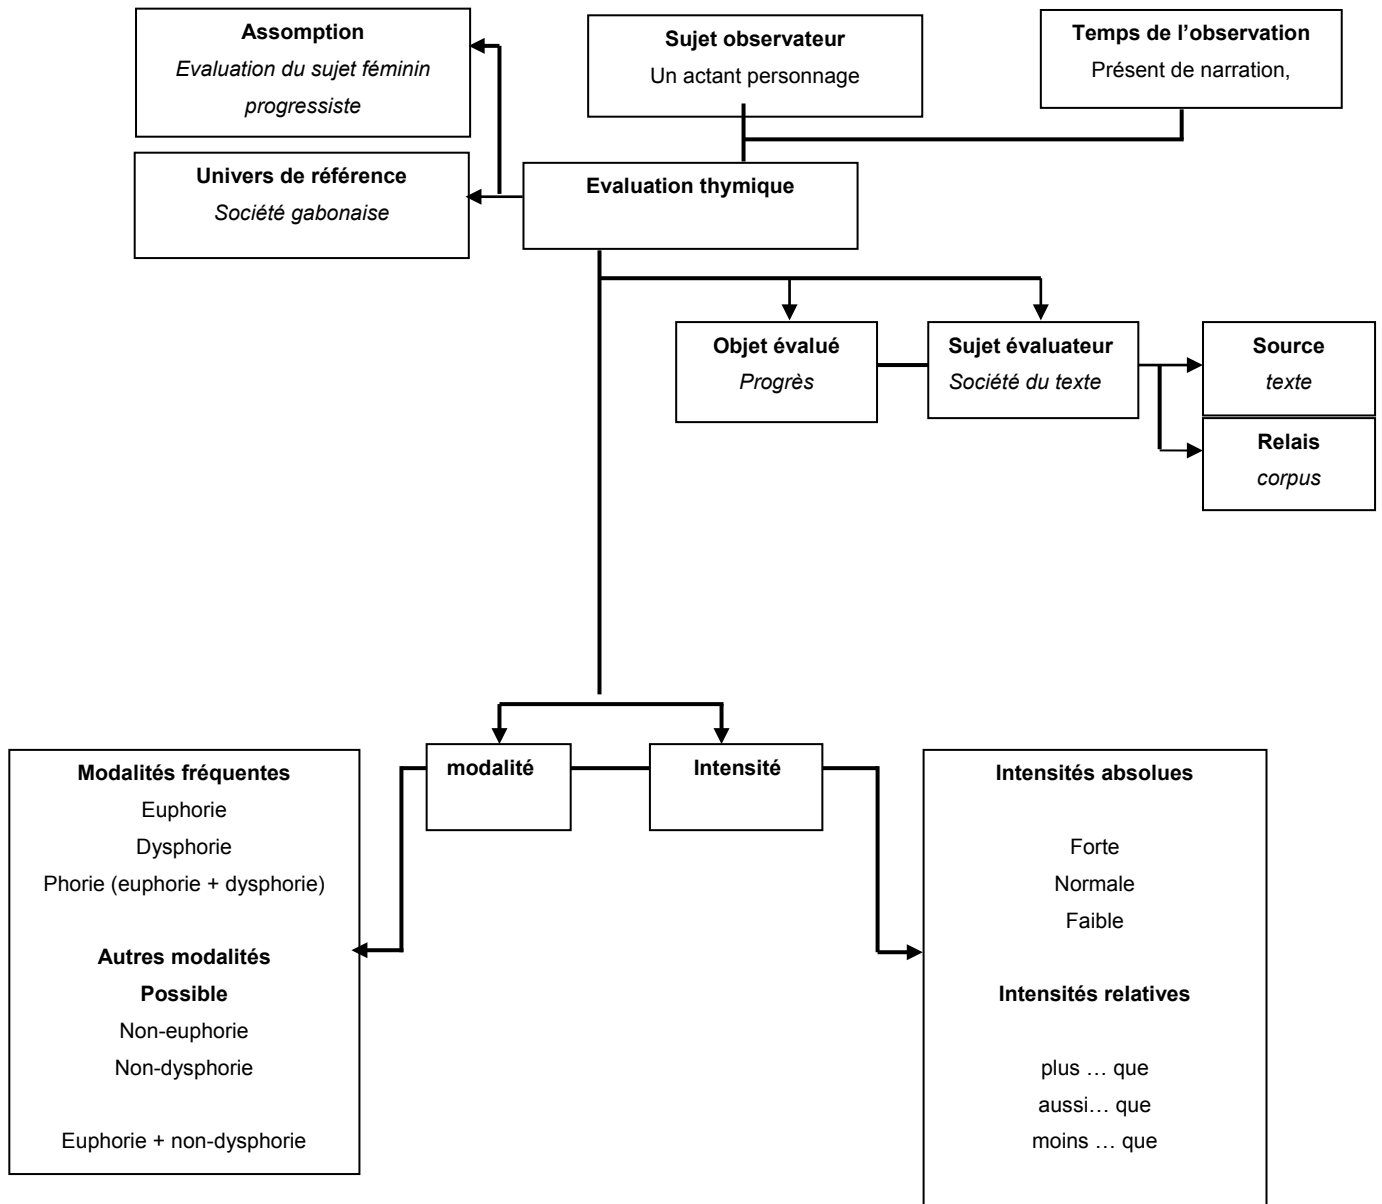 Assomption
Evaluation du sujet féminin
progressiste
Sujet observateur
Un actant personnage
Temps de l’observation
Présent de narration,
Univers de référence
Société gabonaise
Evaluation thymique
Objet évalué
Progrès
Sujet évaluateur
Société du texte
Source
texte
Relais
corpus
modalité
Intensité
Modalités fréquentes
Euphorie
Dysphorie
Phorie (euphorie + dysphorie)
Autres modalités
Possible
Non-euphorie
Non-dysphorie
Euphorie + non-dysphorie
Intensités absolues
Forte
Normale
Faible
Intensités relatives
plus … que
aussi… que
moins … que